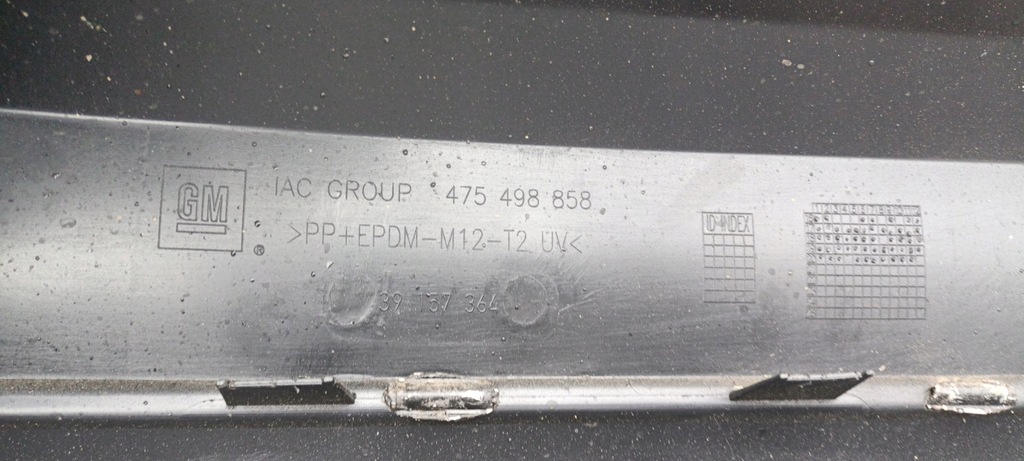 GM
IAC GROUP 475 498 858
>PP+EPDM-M12-T2 UV<
®
39 157 364
ID-INDEX